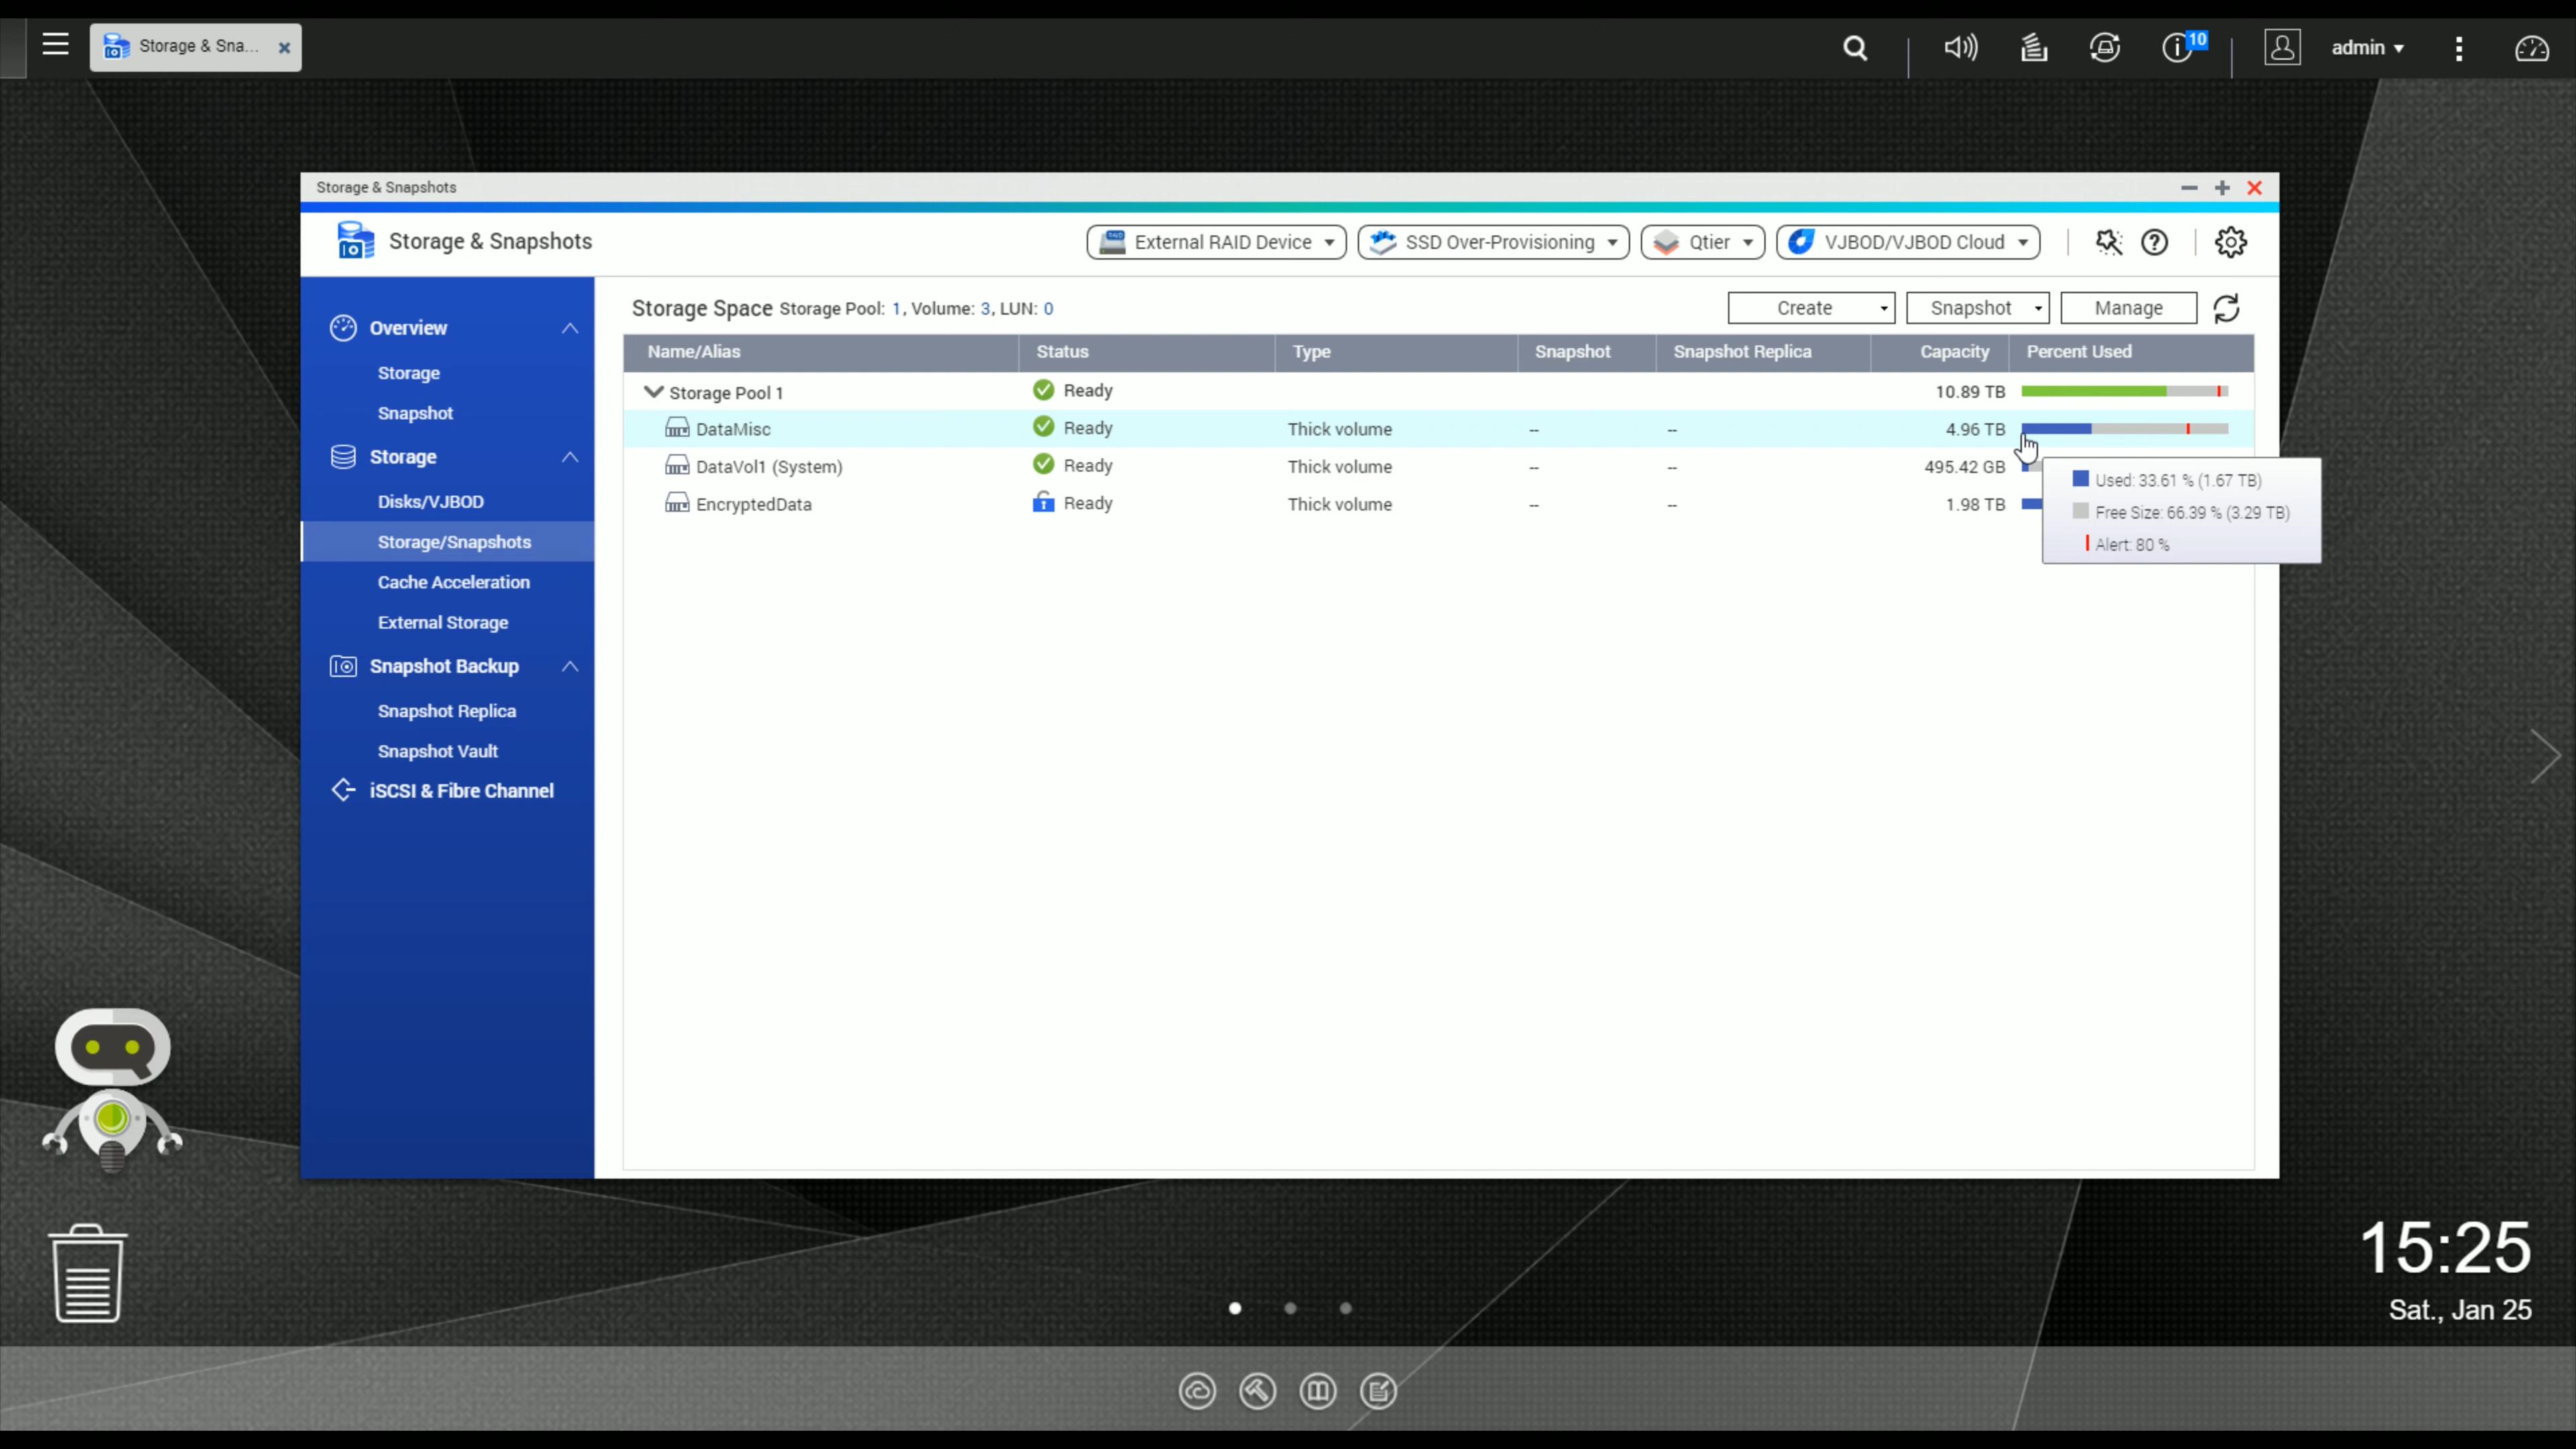 Storage & Sna...
10
admin
Storage & Snapshots
Storage & Snapshots
External RAID Device
SSD Over-Provisioning
Qtier
VJBOD/VJBOD Cloud
Overview
Storage
Snapshot
Storage
Disks/VJBOD
Storage/Snapshots
Cache Acceleration
External Storage
Snapshot Backup
Snapshot Replica
Snapshot Vault
iSCSI & Fibre Channel
Storage Space Storage Pool: 1, Volume: 3, LUN: 0
Create
Snapshot
Manage
Name/Alias Status Type Snapshot Snapshot Replica Capacity Percent Used
Storage Pool 1 Ready 10.89 TB
DataMisc Ready Thick volume -- -- 4.96 TB
DataVol1 (System) Ready Thick volume -- -- 495.42 GB
EncryptedData Ready Thick volume -- -- 1.98 TB
Used: 33.61 % (1.67 TB)
Free Size: 66.39 % (3.29 TB)
Alert: 80 %
15:25
Sat., Jan 25